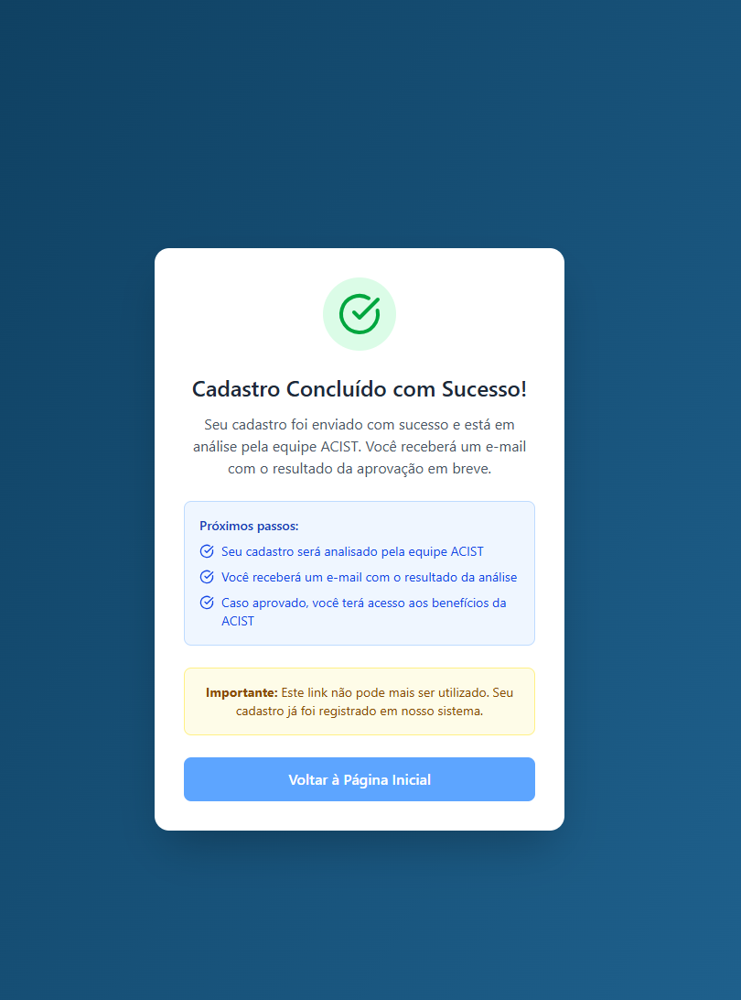 Cadastro Concluído com Sucesso!
Seu cadastro foi enviado com sucesso e está em
análise pela equipe ACIST. Você receberá um e-mail
com o resultado da aprovação em breve.
Próximos passos:
Seu cadastro será analisado pela equipe ACIST
Você receberá um e-mail com o resultado da análise
Caso aprovado, você terá acesso aos benefícios da
ACIST
Importante: Este link não pode mais ser utilizado. Seu
cadastro já foi registrado em nosso sistema.
Voltar à Página Inicial